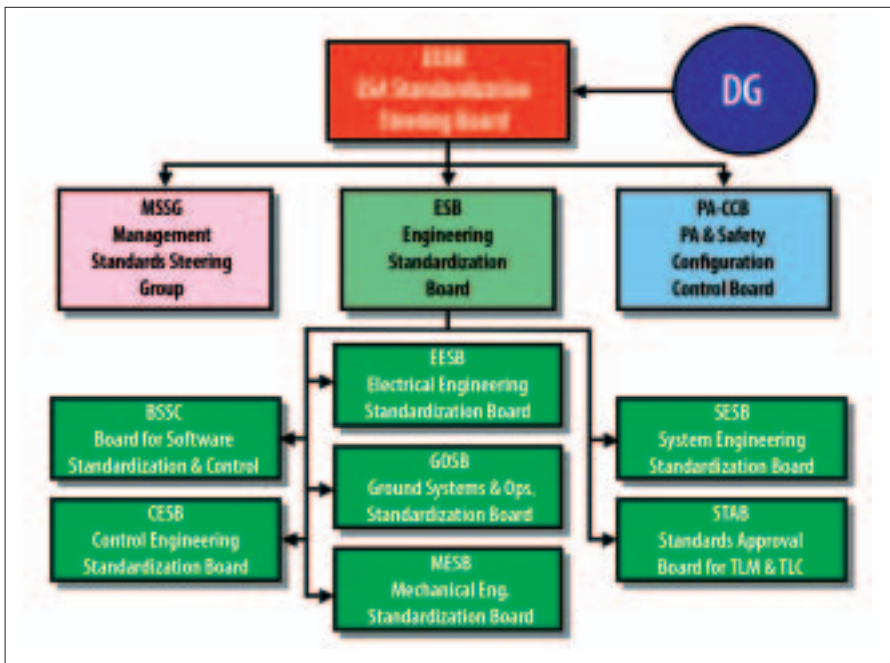 ESA Standardization
Steering Board
DG
MSSG
Management
Standards Steering
Group
ESB
Engineering
Standardization
Board
PA-CCB
PA & Safety
Configuration
Control Board
EESB
Electrical Engineering
Standardization Board
BSSC
Board for Software
Standardization & Control
SESB
System Engineering
Standardization Board
GOSB
Ground Systems & Ops.
Standardization Board
CESB
Control Engineering
Standardization Board
STAB
Standards Approval
Board for TLM & TLC
MESB
Mechanical Eng.
Standardization Board